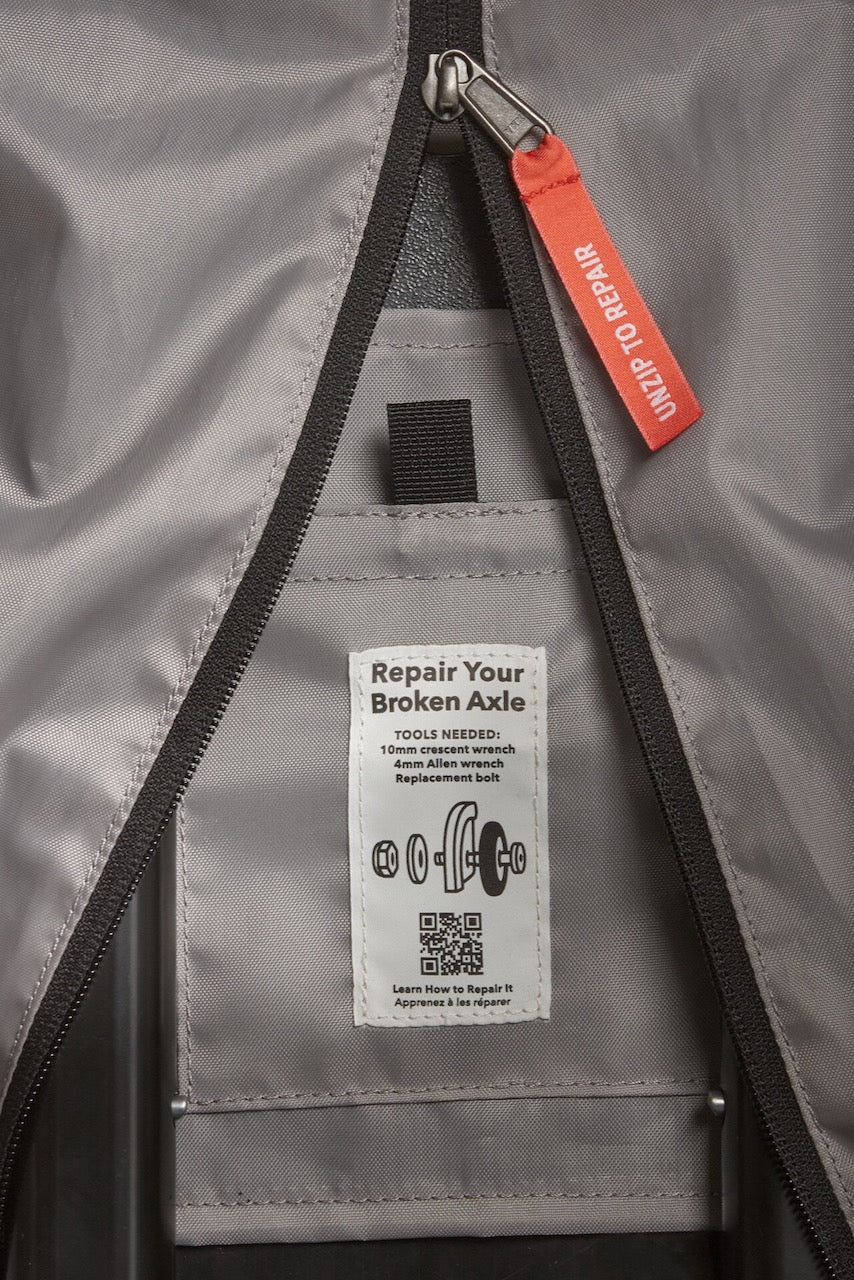 UNZIP TO REPAIR
Repair Your
Broken Axle
TOOLS NEEDED:
10mm crescent wrench
4mm Allen wrench
Replacement bolt
Learn How to Repair It
Apprenez à les réparer